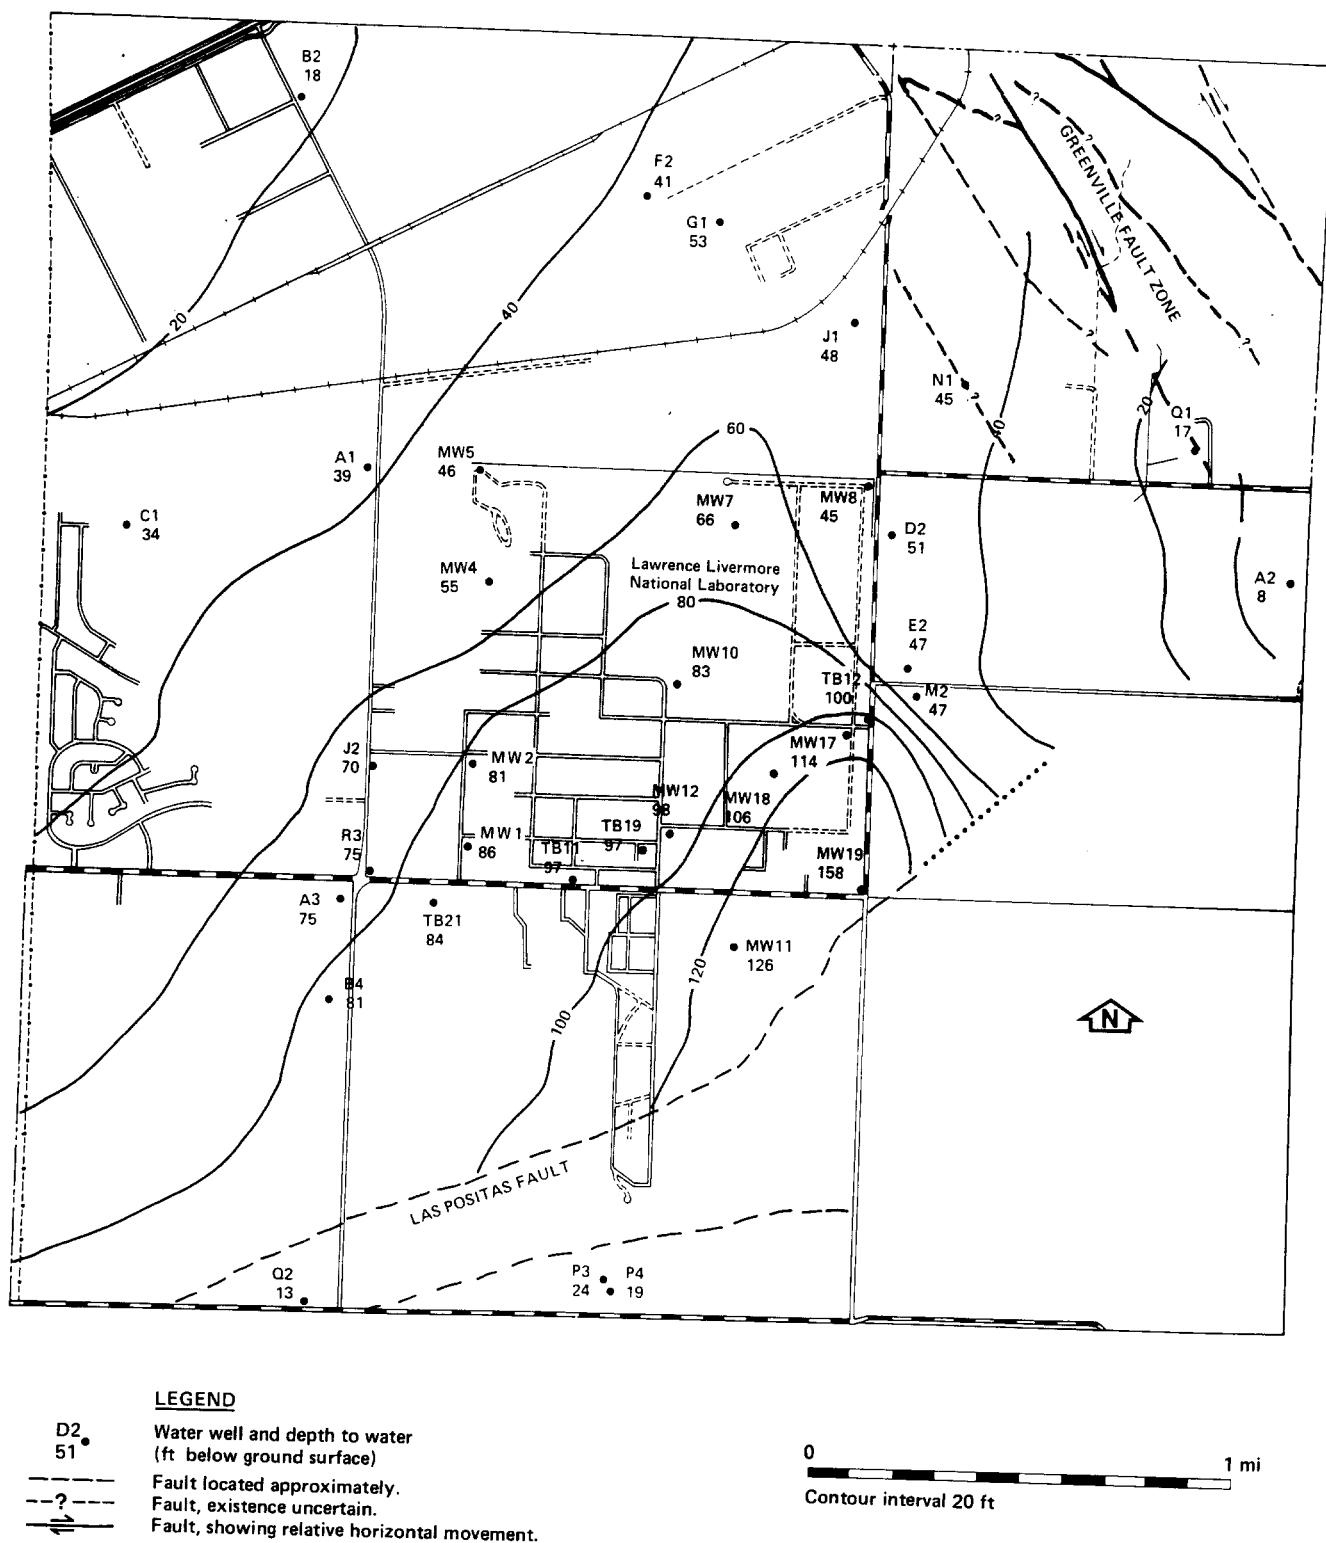 B2
18
F2
41
G1
53
GREENVILLE FAULT ZONE
?
?
?
?
?
20
40
J1
48
N1
45
?
40
20
Q1
17
60
A1
39
MW5
46
MW7
66
MW8
45
C1
34
D2
51
MW4
55
Lawrence Livermore
National Laboratory
80
A2
8
E2
47
MW10
83
TB12
100
M2
47
J2
70
MW2
81
MW17
114
MW12
98
MW18
106
R3
75
MW1
86
TB19
97
TB11
97
MW19
158
A3
75
TB21
84
MW11
126
B4
81
120
100
N
LAS POSITAS FAULT
Q2
13
P3
24
P4
19
LEGEND
D2
51
Water well and depth to water
(ft below ground surface)
Fault located approximately.
?
Fault, existence uncertain.
Fault, showing relative horizontal movement.
0
1 mi
Contour interval 20 ft